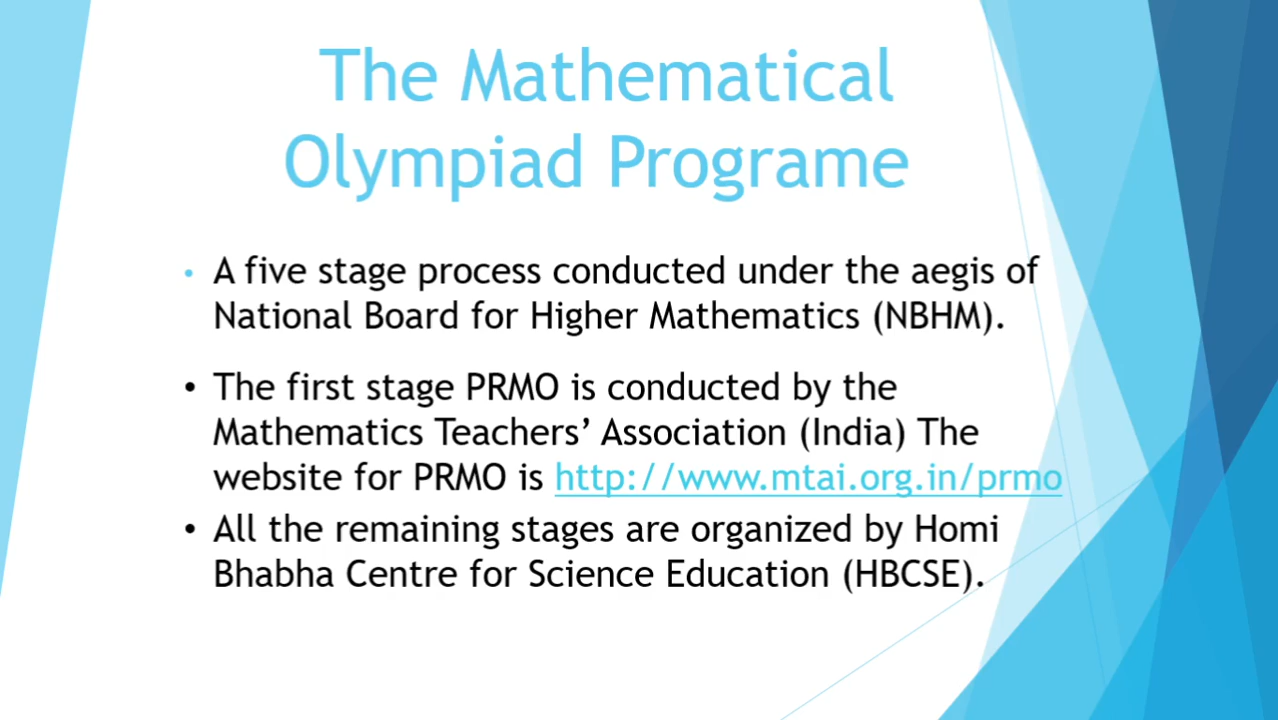 The Mathematical
Olympiad Programe
• A five stage process conducted under the aegis of
National Board for Higher Mathematics (NBHM).
• The first stage PRMO is conducted by the
Mathematics Teachers’ Association (India) The
website for PRMO is http://www.mtai.org.in/prmo
• All the remaining stages are organized by Homi
Bhabha Centre for Science Education (HBCSE).